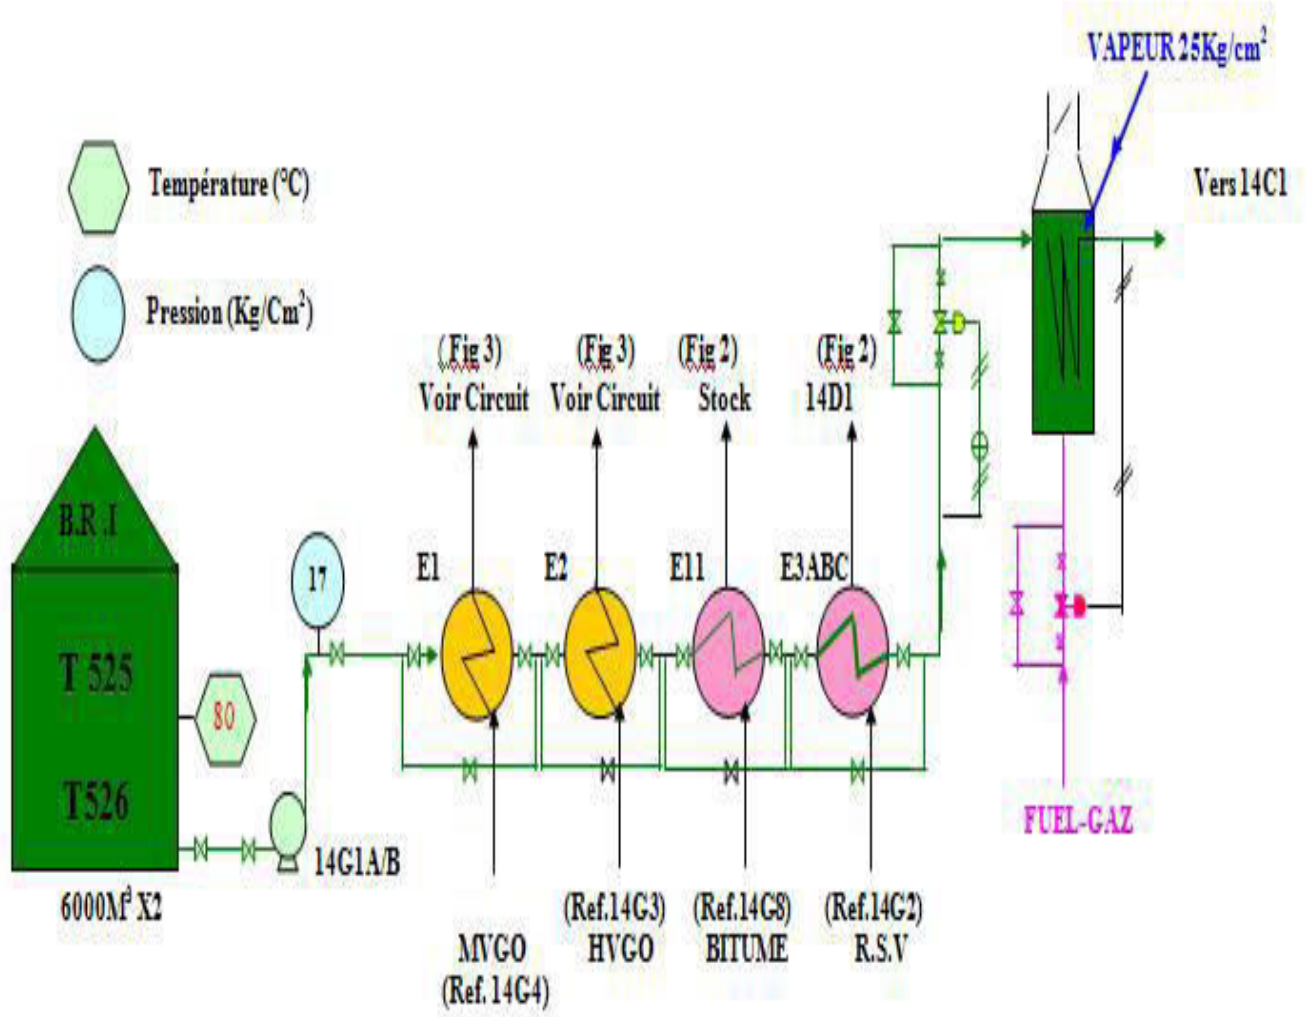 VAPEUR 25Kg/cm²
Température (°C)
Vers 14C1
Pression (Kg/Cm²)
( Fig 3)
Voir Circuit
(Fig 3)
Voir Circuit
(Fig 2)
Stock
(Fig 2)
14D1
B.R .I
T 525
T526
80
17
E1
E2
E11
E3ABC
14G1A/B
6000M³ X2
FUEL-GAZ
MVGO
(Ref. 14G4)
(Ref.14G3)
HVGO
(Ref.14G8)
BITUME
(Ref.14G2)
R.S.V